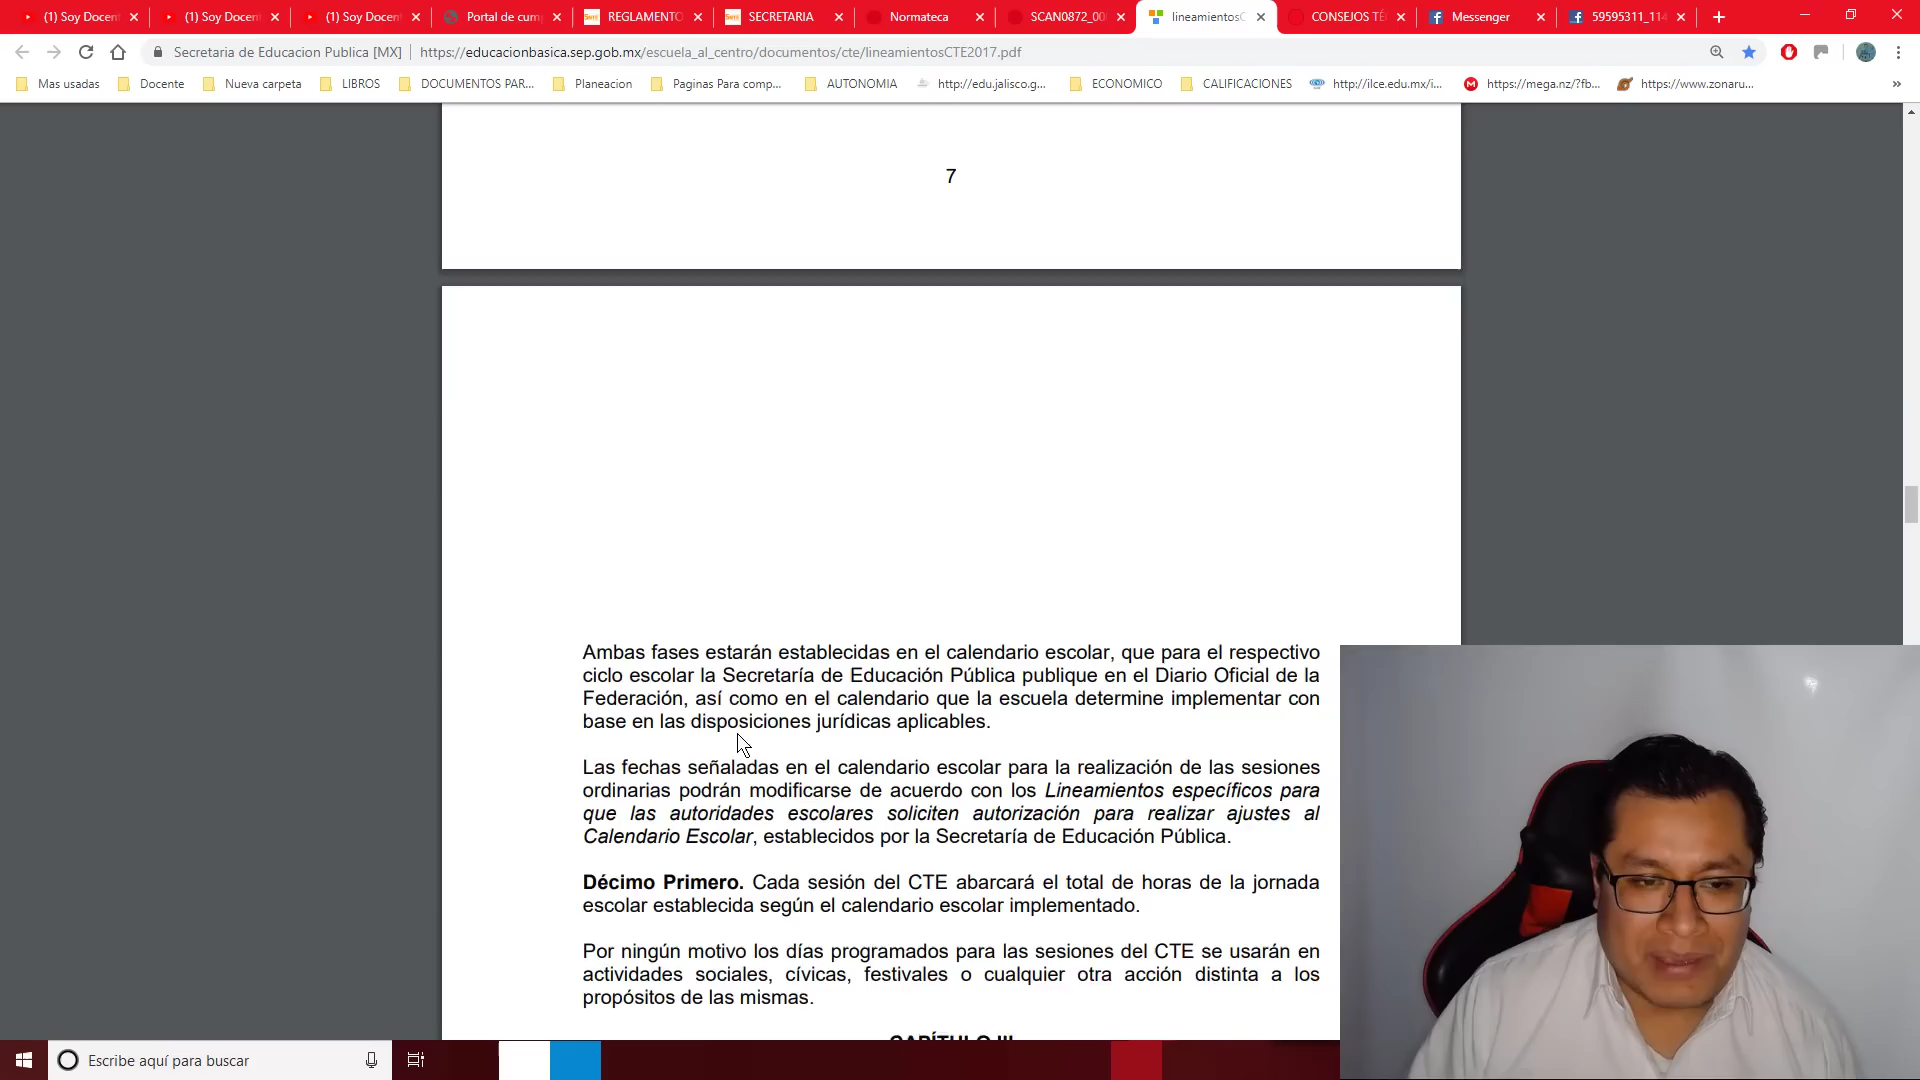 (1) Soy Docent
(1) Soy Docent
(1) Soy Docent
Portal de cum
REGLAMENTO
SECRETARIA
Normateca
SCAN0872_00
lineamientosC
CONSEJOS TÉ
Messenger
59595311_114
Secretaria de Educacion Publica [MX]
https://educacionbasica.sep.gob.mx/escuela_al_centro/documentos/cte/lineamientosCTE2017.pdf
Mas usadas
Docente
Nueva carpeta
LIBROS
DOCUMENTOS PAR...
Planeacion
Paginas Para comp...
AUTONOMIA
http://edu.jalisco.g...
ECONOMICO
CALIFICACIONES
http://ilce.edu.mx/i...
https://mega.nz/?fb...
https://www.zonaru...
7
Ambas fases estarán establecidas en el calendario escolar, que para el respectivo
ciclo escolar la Secretaría de Educación Pública publique en el Diario Oficial de la
Federación, así como en el calendario que la escuela determine implementar con
base en las disposiciones jurídicas aplicables.
Las fechas señaladas en el calendario escolar para la realización de las sesiones
ordinarias podrán modificarse de acuerdo con los Lineamientos específicos para
que las autoridades escolares soliciten autorización para realizar ajustes al
Calendario Escolar, establecidos por la Secretaría de Educación Pública.
Décimo Primero. Cada sesión del CTE abarcará el total de horas de la jornada
escolar establecida según el calendario escolar implementado.
Por ningún motivo los días programados para las sesiones del CTE se usarán en
actividades sociales, cívicas, festivales o cualquier otra acción distinta a los
propósitos de las mismas.
CAPÍTULO III
Escribe aquí para buscar